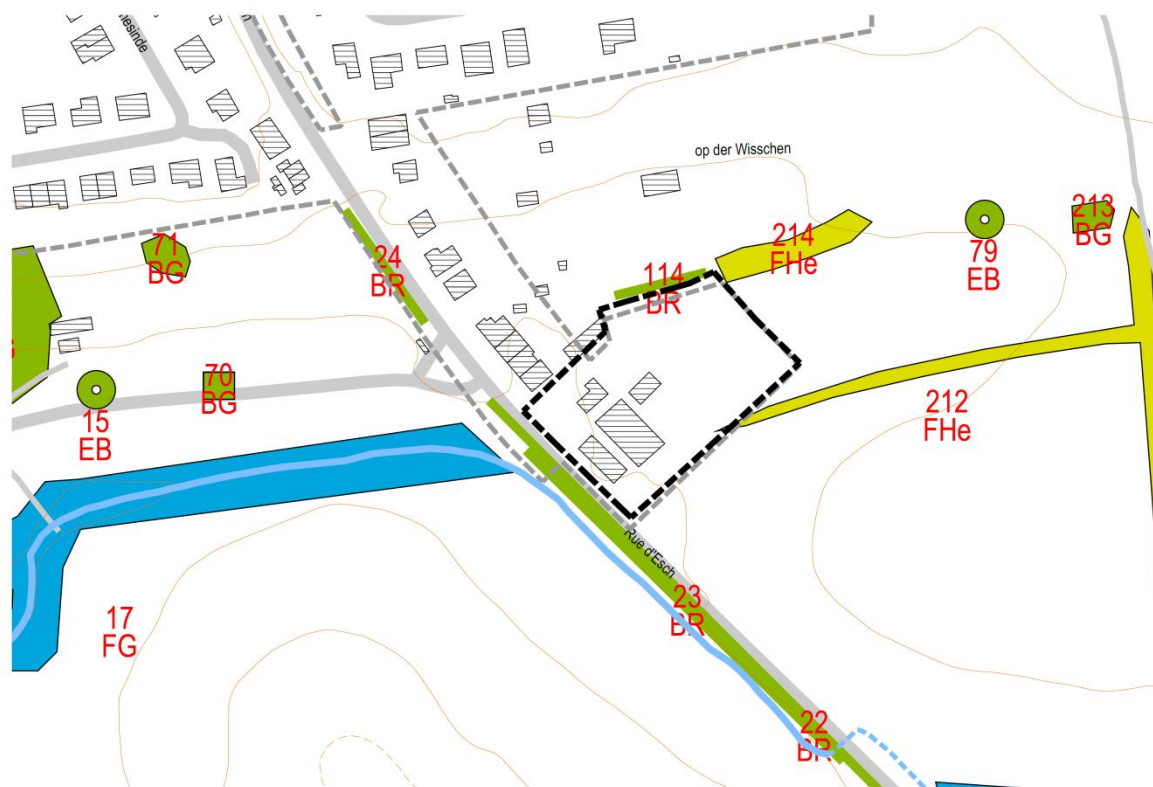 op der Wisschen
71
BG
24
BR
114
BR
214
FHe
79
EB
213
BG
15
EB
70
BG
212
FHe
Rue d'Esch
17
FG
23
BR
22
BR